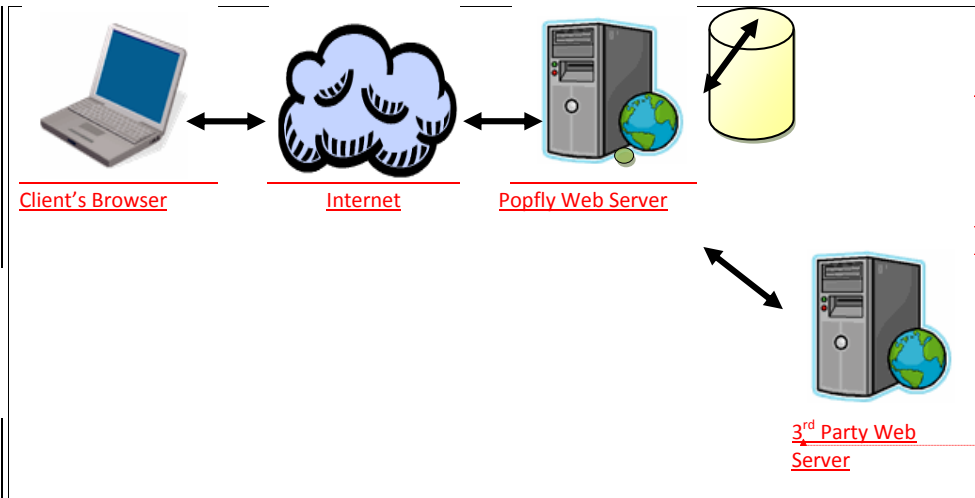 Client’s Browser
Internet
Popfly Web Server
3rd Party Web
Server